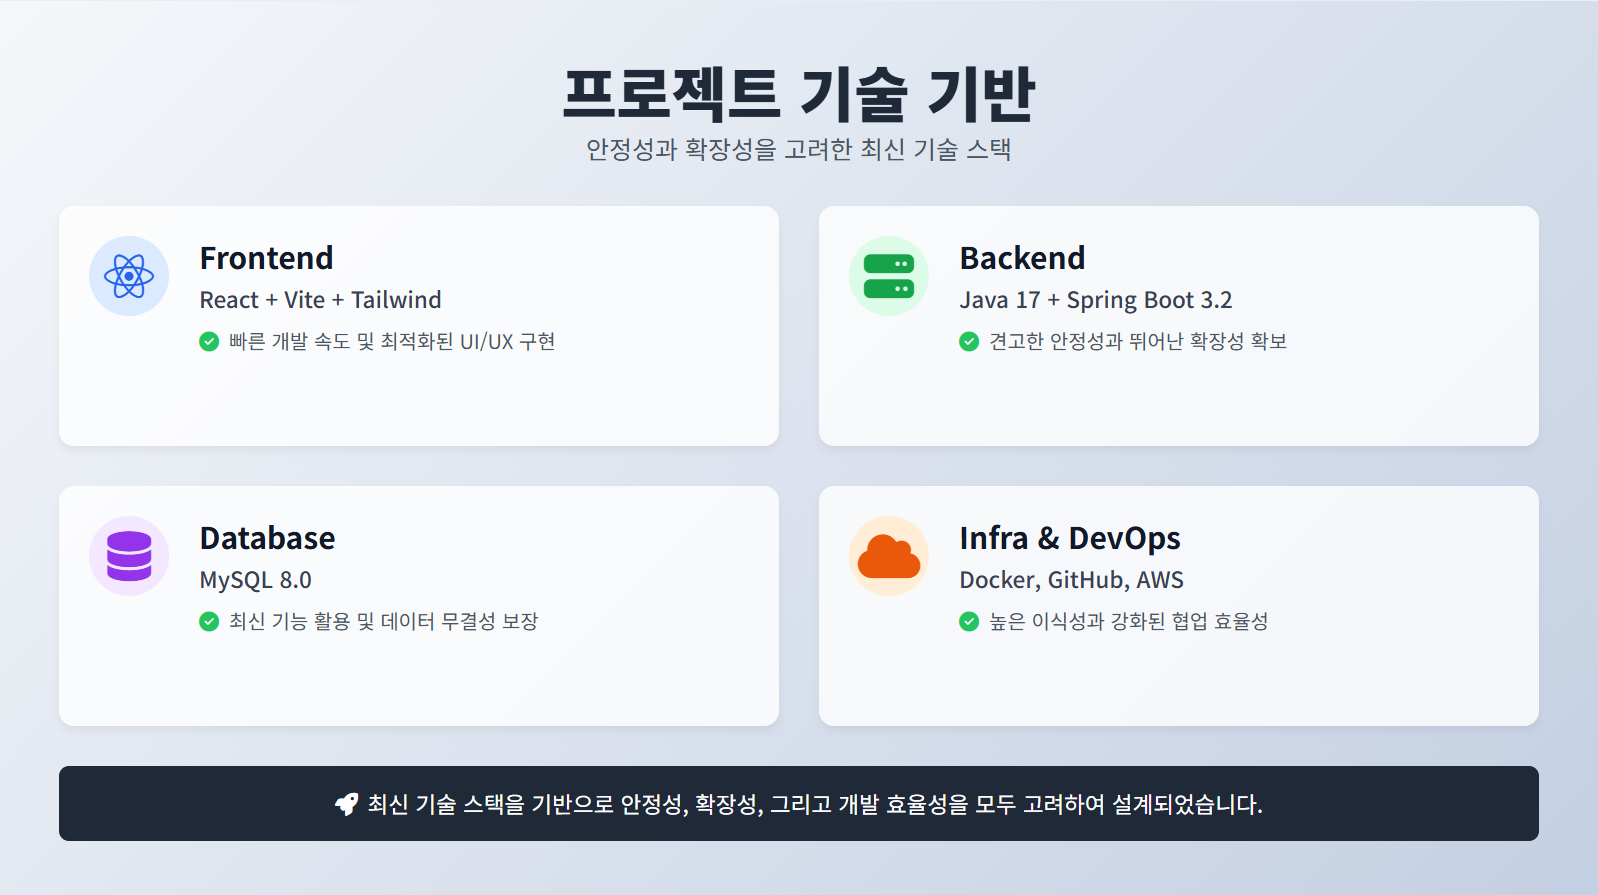 프로젝트 기술 기반
안정성과 확장성을 고려한 최신 기술 스택
Frontend
React + Vite + Tailwind
빠른 개발 속도 및 최적화된 UI/UX 구현
Backend
Java 17 + Spring Boot 3.2
견고한 안정성과 뛰어난 확장성 확보
Database
MySQL 8.0
최신 기능 활용 및 데이터 무결성 보장
Infra & DevOps
Docker, GitHub, AWS
높은 이식성과 강화된 협업 효율성
최신 기술 스택을 기반으로 안정성, 확장성, 그리고 개발 효율성을 모두 고려하여 설계되었습니다.